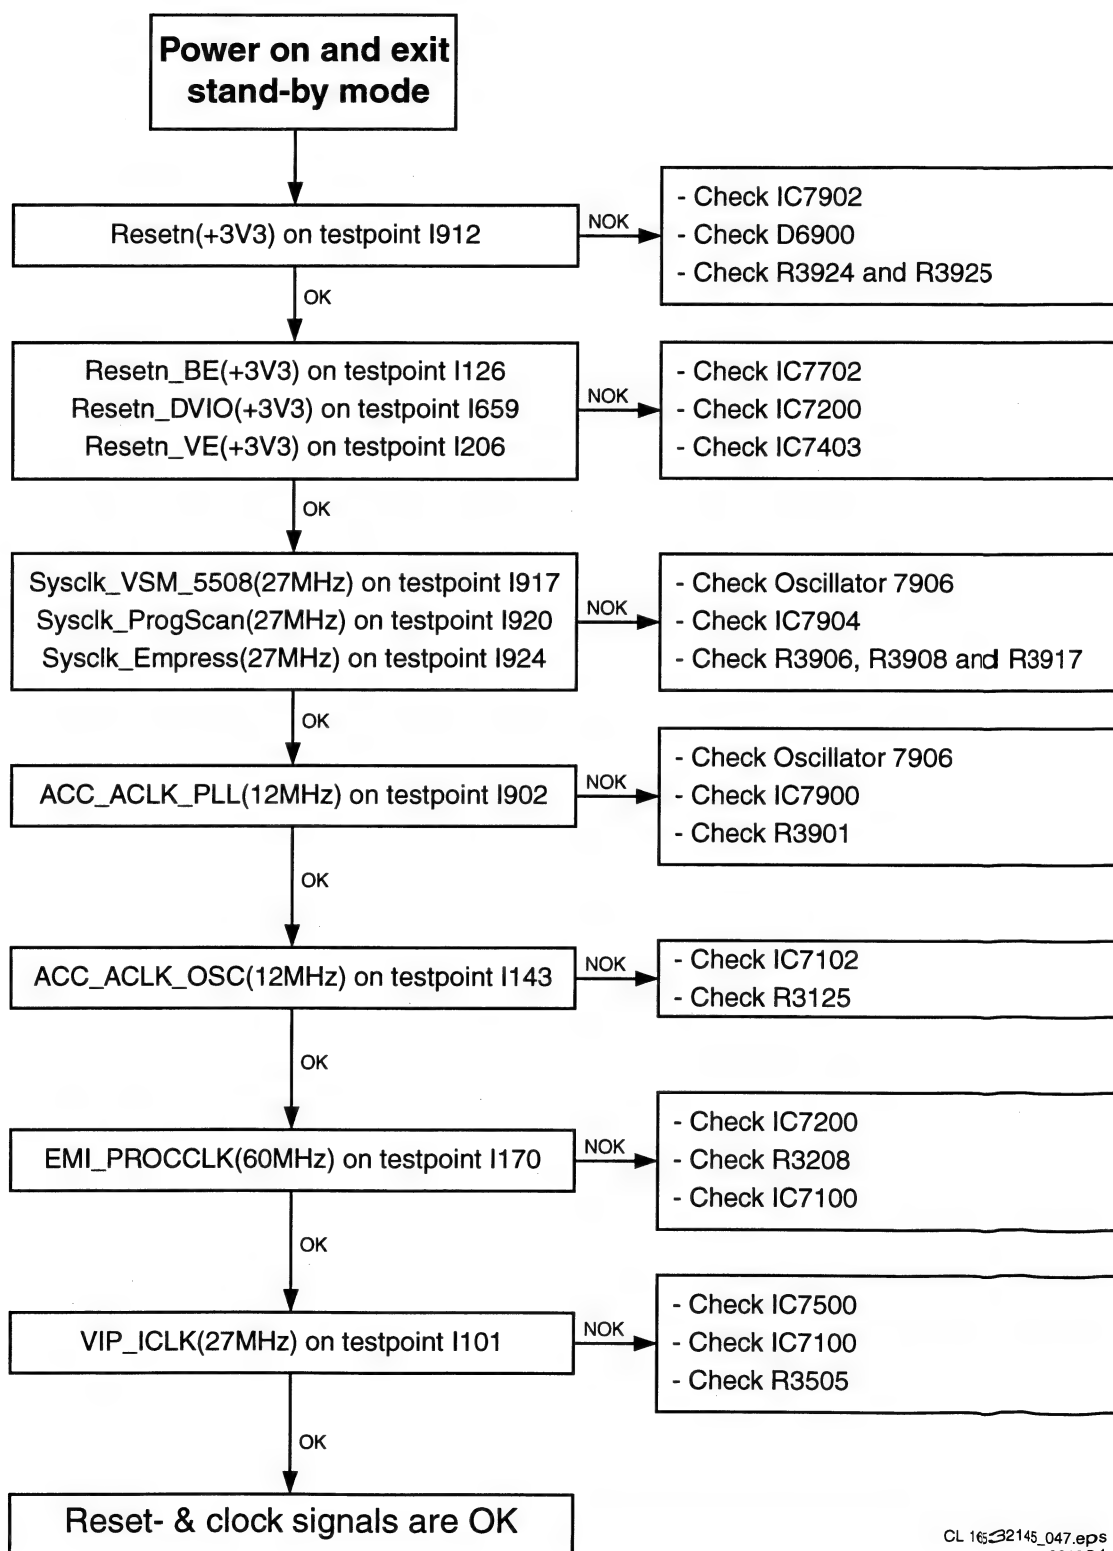 Power on and exit
stand-by mode
Resetn(+3V3) on testpoint I912
NOK
- Check IC7902
- Check D6900
- Check R3924 and R3925
OK
Resetn_BE(+3V3) on testpoint I126
Resetn_DVIO(+3V3) on testpoint I659
Resetn_VE(+3V3) on testpoint I206
NOK
- Check IC7702
- Check IC7200
- Check IC7403
OK
Sysclk_VSM_5508(27MHz) on testpoint I917
Sysclk_ProgScan(27MHz) on testpoint I920
Sysclk_Empress(27MHz) on testpoint I924
NOK
- Check Oscillator 7906
- Check IC7904
- Check R3906, R3908 and R3917
OK
ACC_ACLK_PLL(12MHz) on testpoint I902
NOK
- Check Oscillator 7906
- Check IC7900
- Check R3901
OK
ACC_ACLK_OSC(12MHz) on testpoint I143
NOK
- Check IC7102
- Check R3125
OK
EMI_PROCCLK(60MHz) on testpoint I170
NOK
- Check IC7200
- Check R3208
- Check IC7100
OK
VIP_ICLK(27MHz) on testpoint I101
NOK
- Check IC7500
- Check IC7100
- Check R3505
OK
Reset- & clock signals are OK
CL 16532145_047.eps